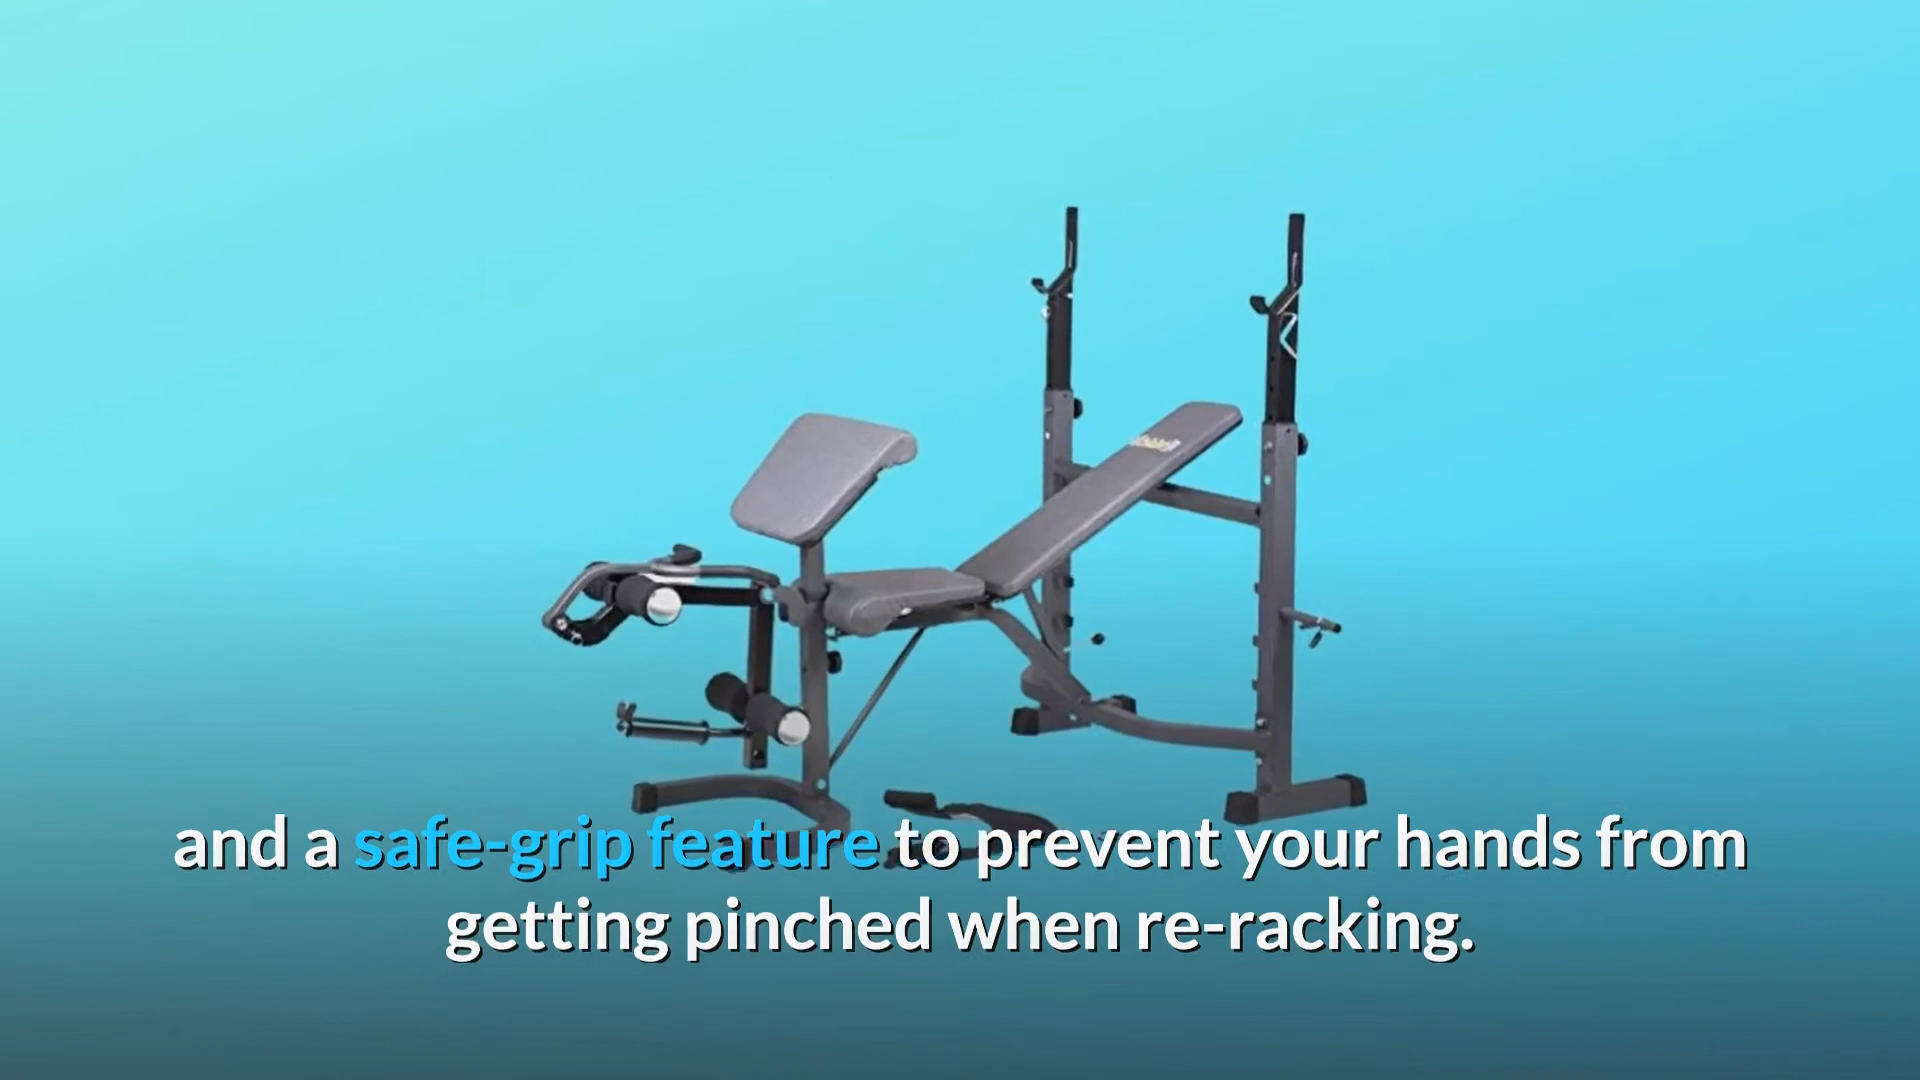 and a safe-grip feature to prevent your hands from
getting pinched when re-racking.